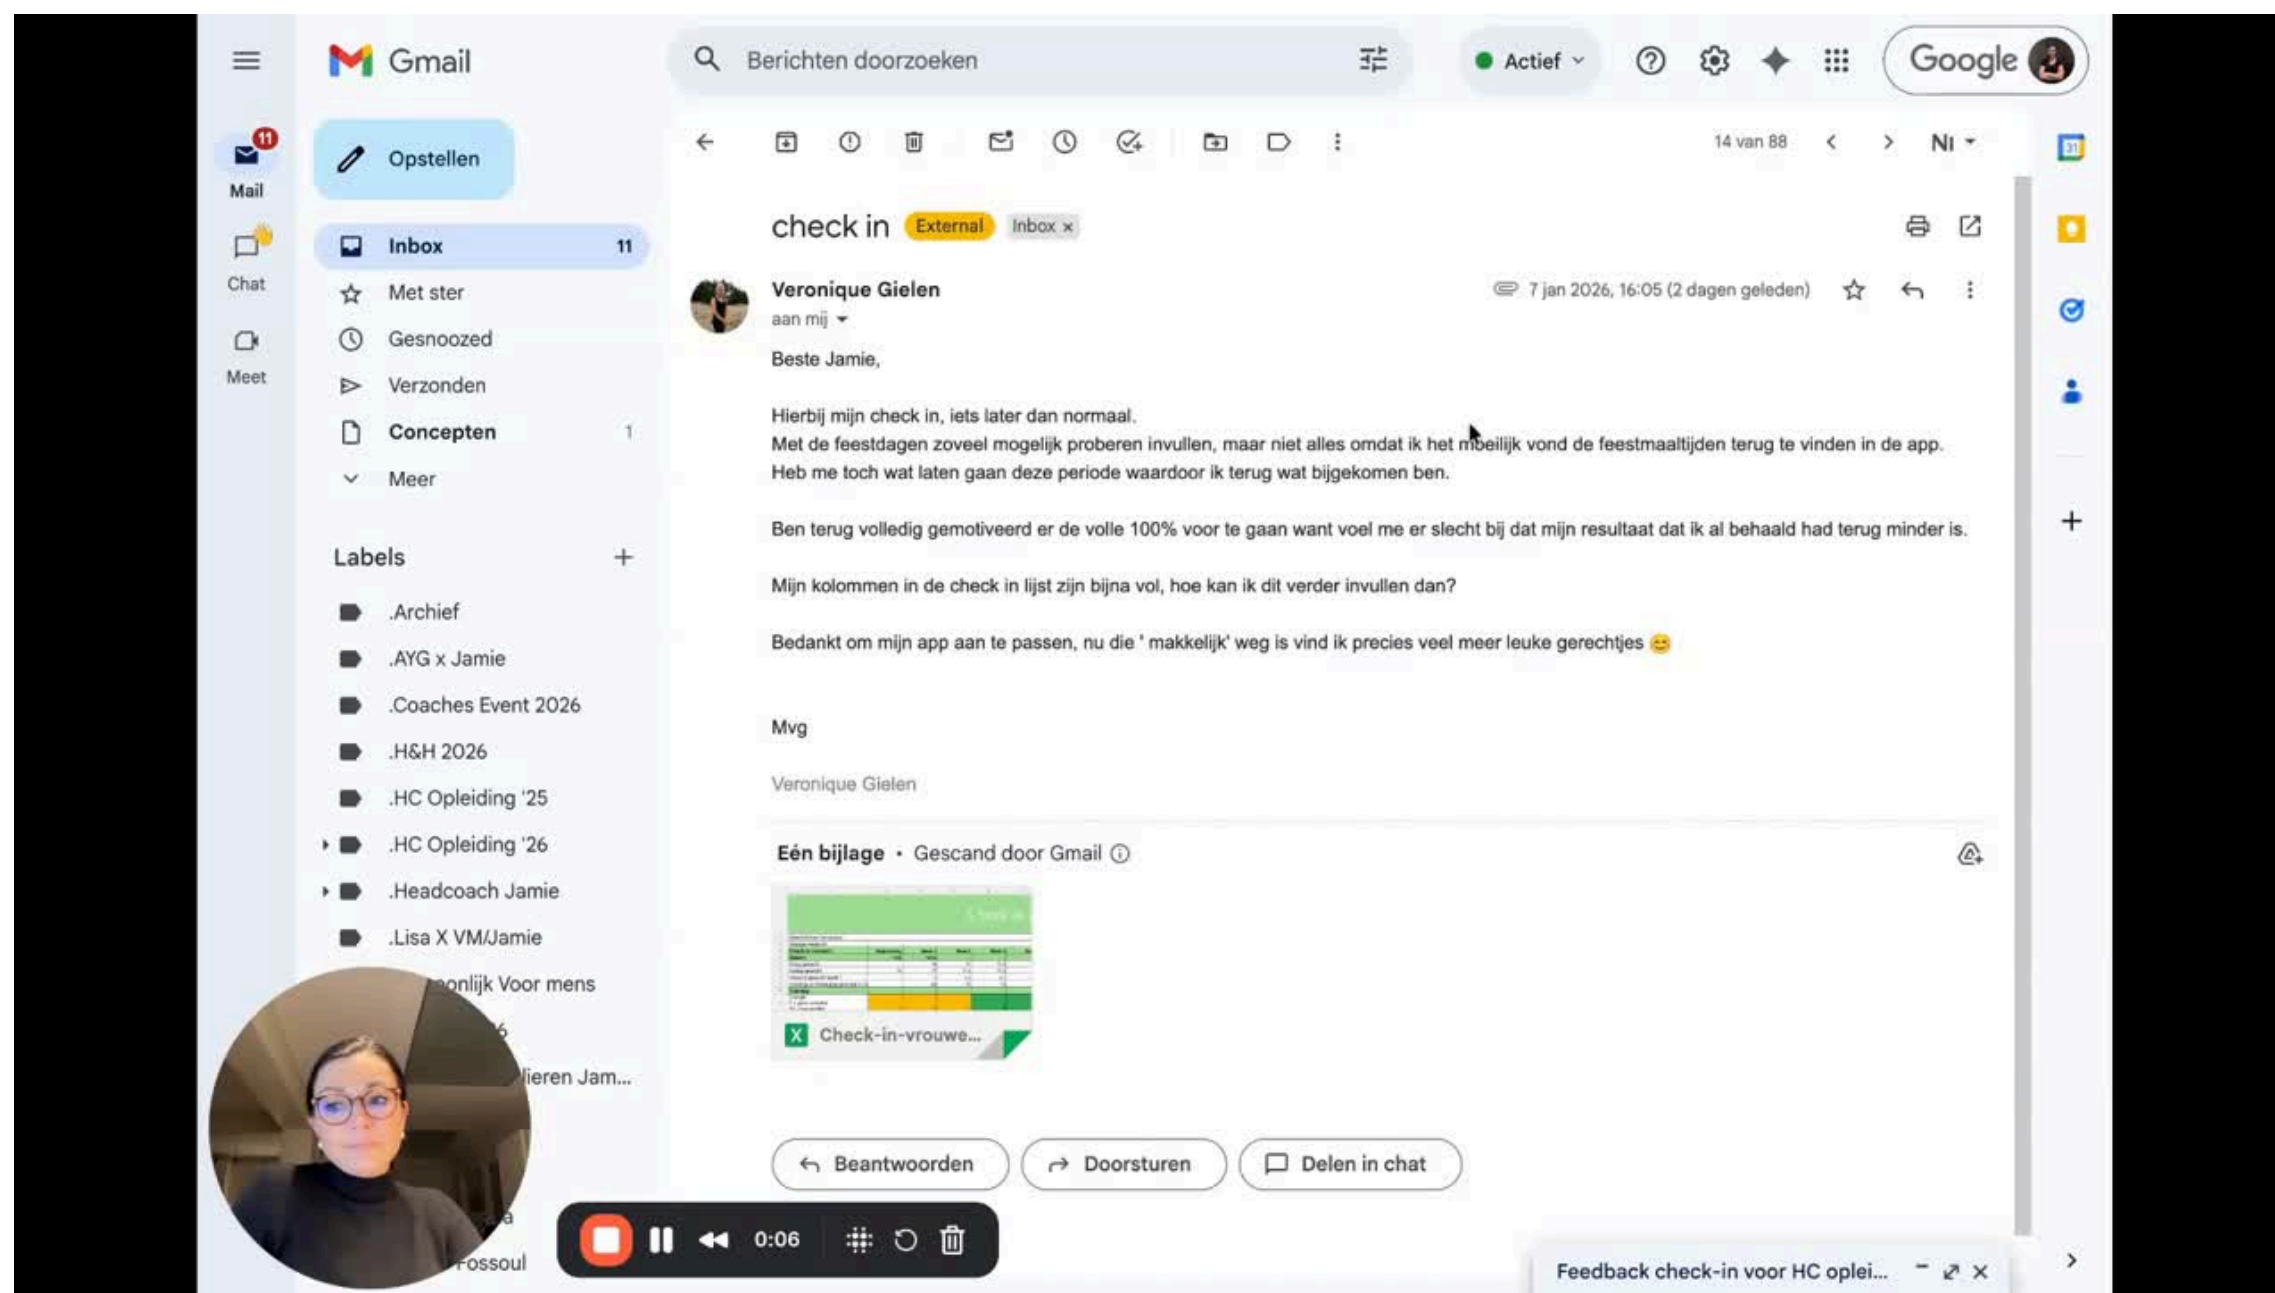 Gmail
Berichten doorzoeken
Actief
Google
11
Mail
Chat
Meet
Opstellen
Inbox 11
Met ster
Gesnoozed
Verzonden
Concepten 1
Meer
Labels
.Archief
.AYG x Jamie
.Coaches Event 2026
.H&H 2026
.HC Opleiding '25
.HC Opleiding '26
.Headcoach Jamie
.Lisa X VM/Jamie
onlijk Voor mens
6
lieren Jam...
a
Fossoul
14 van 88
31
check in External Inbox x
Veronique Gielen
7 jan 2026, 16:05 (2 dagen geleden)
aan mij
Beste Jamie,
Hierbij mijn check in, iets later dan normaal.
Met de feestdagen zoveel mogelijk proberen invullen, maar niet alles omdat ik het moeilijk vond de feestmaaltijden terug te vinden in de app.
Heb me toch wat laten gaan deze periode waardoor ik terug wat bijgekomen ben.
Ben terug volledig gemotiveerd er de volle 100% voor te gaan want voel me er slecht bij dat mijn resultaat dat ik al behaald had terug minder is.
Mijn kolommen in de check in lijst zijn bijna vol, hoe kan ik dit verder invullen dan?
Bedankt om mijn app aan te passen, nu die ' makkelijk' weg is vind ik precies veel meer leuke gerechtjes 😊
Mvg
Veronique Gielen
Eén bijlage • Gescand door Gmail
Check-in-vrouwe...
Beantwoorden
Doorsturen
Delen in chat
0:06
Feedback check-in voor HC oplei...